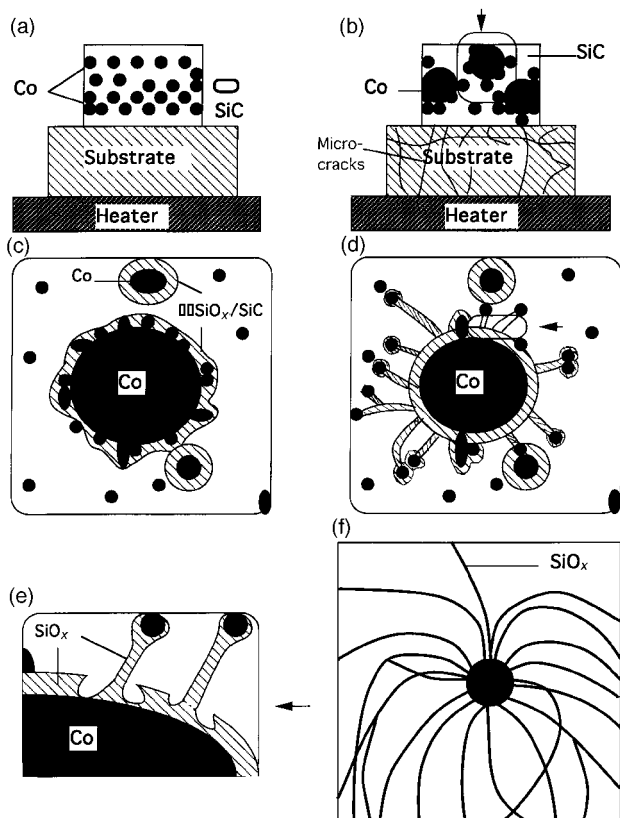 (a)
Co
SiC
Substrate
Heater
(b)
SiC
Co
Micro-
cracks
Substrate
Heater
(c)
Co
▯▯SiOₓ/SiC
Co
(d)
Co
(e)
SiOₓ
Co
(f)
SiOₓ